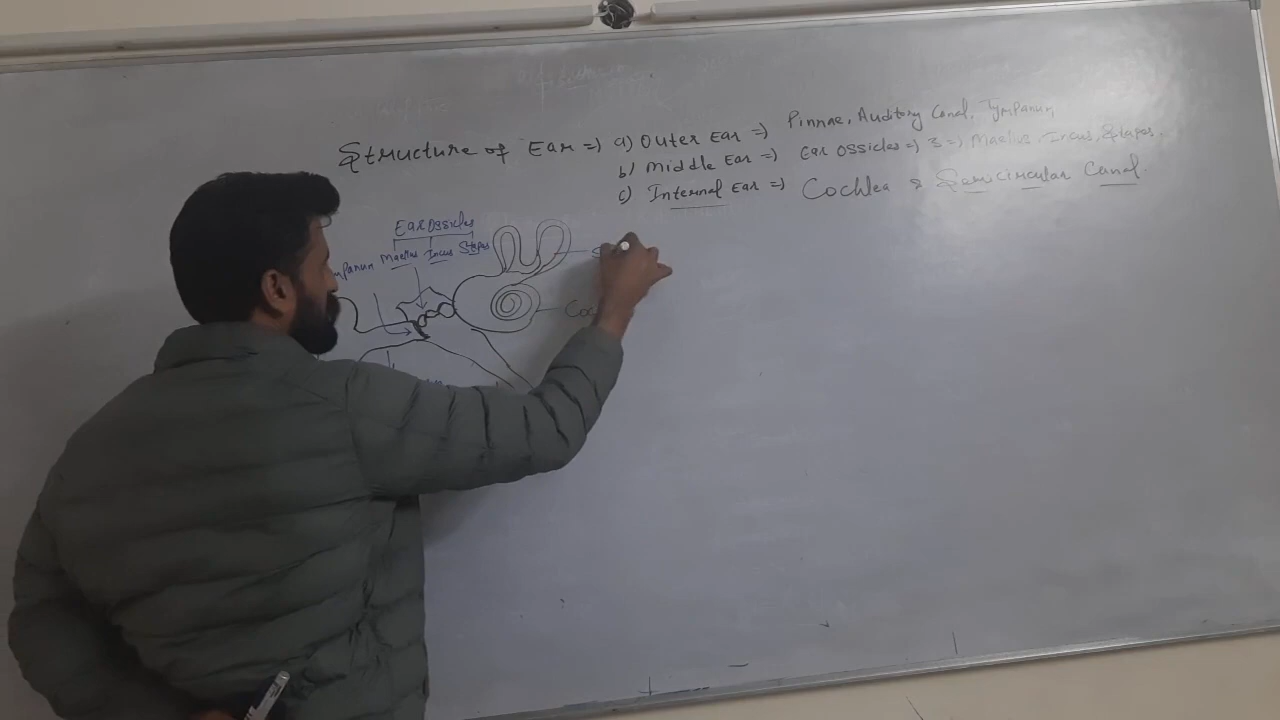 Structure of Ear => a) Outer Ear => Pinnae, Auditory Canal, Tympanum
b) Middle Ear => Ear Ossicles => 3 => Maelus, Incus, Stapes.
c) Internal Ear => Cochlea & Semicircular Canal.
Ear Ossicles
Maelus Incus Stapes